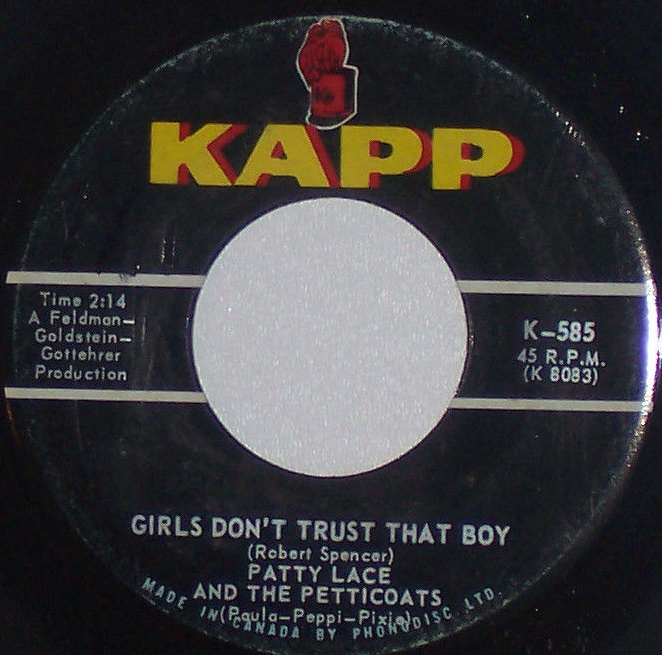 KAPP
Time 2:14
A Feldman-
Goldstein-
Gottehrer
Production
K-585
45 R.P.M.
(K 8083)
GIRLS DON'T TRUST THAT BOY
(Robert Spencer)
PATTY LACE
AND THE PETTICOATS
(Paula-Peppi-Pixie)
MADE IN CANADA BY PHONODISC LTD.